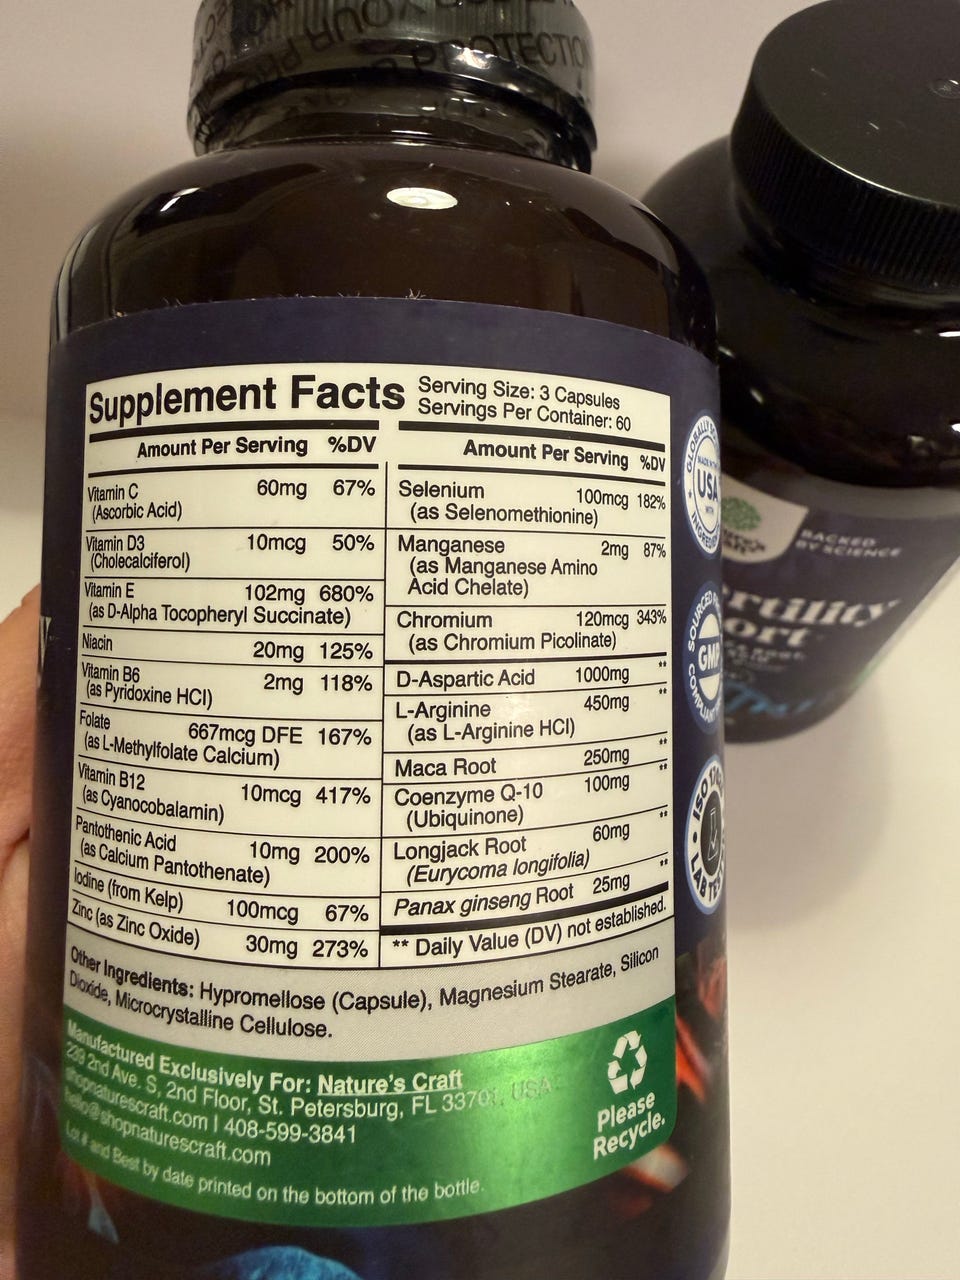 PROTECTION
Supplement Facts
Serving Size: 3 Capsules
Servings Per Container: 60
Amount Per Serving %DV
Vitamin C 60mg 67%
(Ascorbic Acid)
Vitamin D3 10mcg 50%
(Cholecalciferol)
Vitamin E 102mg 680%
(as D-Alpha Tocopheryl Succinate)
Niacin 20mg 125%
Vitamin B6 2mg 118%
(as Pyridoxine HCl)
Folate 667mcg DFE 167%
(as L-Methylfolate Calcium)
Vitamin B12 10mcg 417%
(as Cyanocobalamin)
Pantothenic Acid 10mg 200%
(as Calcium Pantothenate)
Iodine (from Kelp) 100mcg 67%
Zinc (as Zinc Oxide) 30mg 273%
Amount Per Serving %DV
Selenium 100mcg 182%
(as Selenomethionine)
Manganese 2mg 87%
(as Manganese Amino
Acid Chelate)
Chromium 120mcg 343%
(as Chromium Picolinate)
D-Aspartic Acid 1000mg **
L-Arginine 450mg **
(as L-Arginine HCl)
Maca Root 250mg **
Coenzyme Q-10 100mg **
(Ubiquinone)
Longjack Root 60mg **
(Eurycoma longifolia)
Panax ginseng Root 25mg **
** Daily Value (DV) not established.
Other Ingredients: Hypromellose (Capsule), Magnesium Stearate, Silicon
Dioxide, Microcrystalline Cellulose.
Manufactured Exclusively For: Nature's Craft
239 2nd Ave. S, 2nd Floor, St. Petersburg, FL 33701, USA
shopnaturescraft.com | 408-599-3841
hello@shopnaturescraft.com
Lot # and Best by date printed on the bottom of the bottle.
Please
Recycle.
USA
GMP
ISO
LAB
BACKED
BY SCIENCE